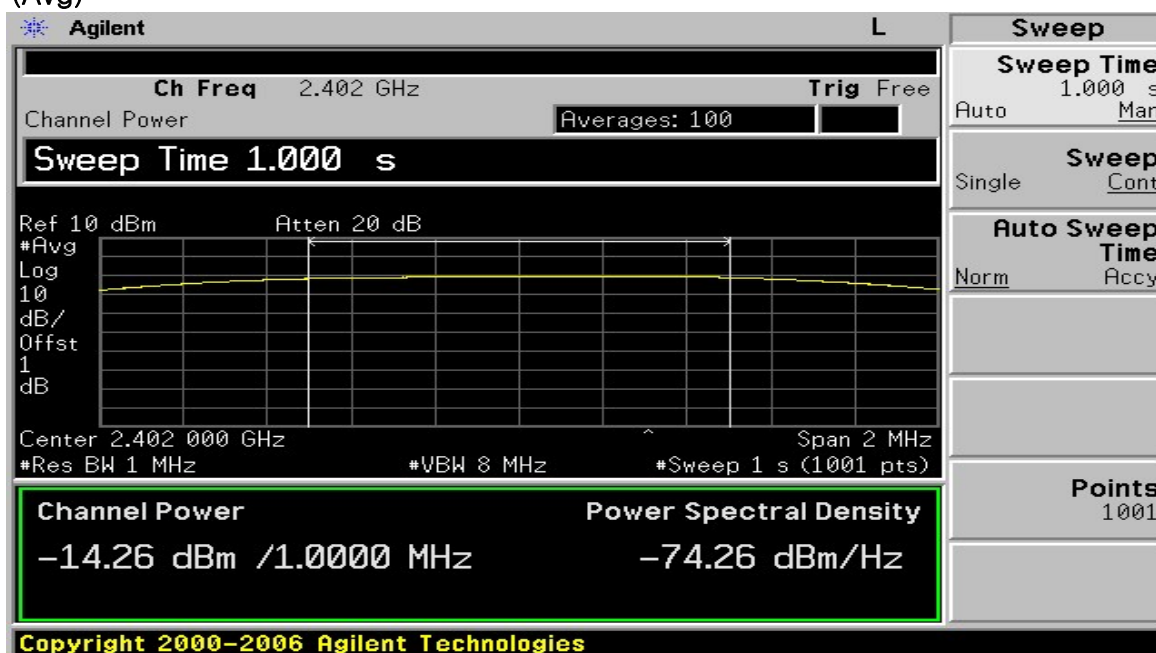 (Avg)
Agilent L Sweep
Ch Freq 2.402 GHz Trig Free
Channel Power Averages: 100
Sweep Time 1.000 s
Ref 10 dBm Atten 20 dB
#Avg
Log
10
dB/
Offst
1
dB
Center 2.402 000 GHz Span 2 MHz
#Res BW 1 MHz #VBW 8 MHz #Sweep 1 s (1001 pts)
Channel Power Power Spectral Density
-14.26 dBm /1.0000 MHz -74.26 dBm/Hz
Sweep Time
1.000 s
Auto Man
Sweep
Single Cont
Auto Sweep
Time
Norm Accy
Points
1001
Copyright 2000-2006 Agilent Technologies